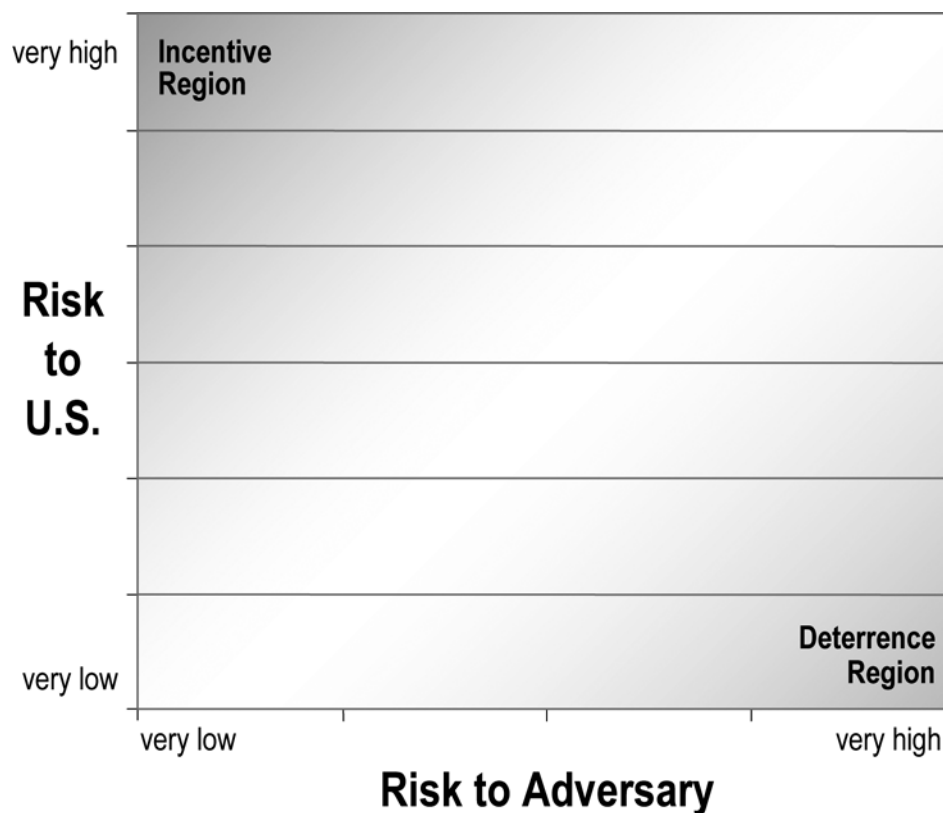 very high
Incentive
Region
Risk
to
U.S.
Deterrence
Region
very low
very low
very high
Risk to Adversary